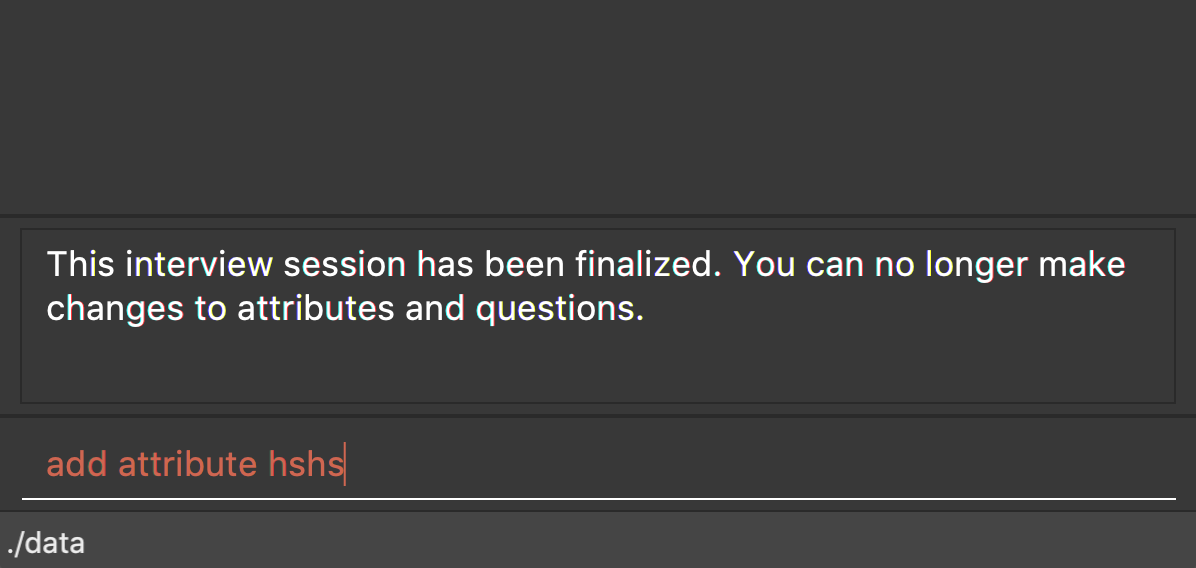 This interview session has been finalized. You can no longer make
changes to attributes and questions.
add attribute hshs
./data